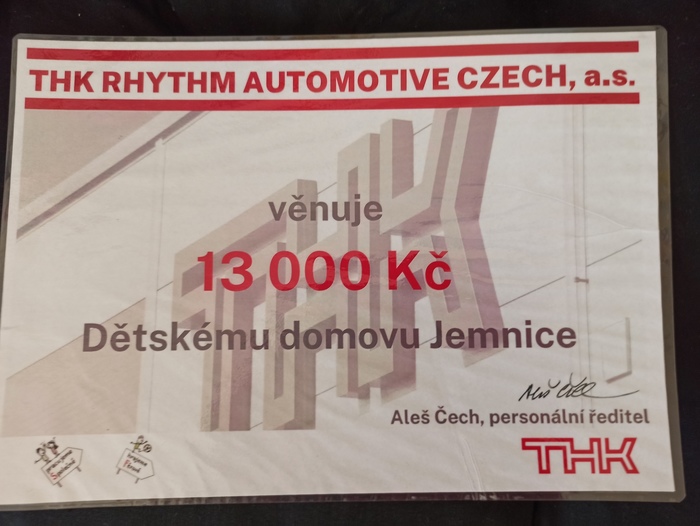 THK RHYTHM AUTOMOTIVE CZECH, a.s.
věnuje
13 000 Kč
Dětskému domovu Jemnice
Aleš Čech, personální ředitel
THK